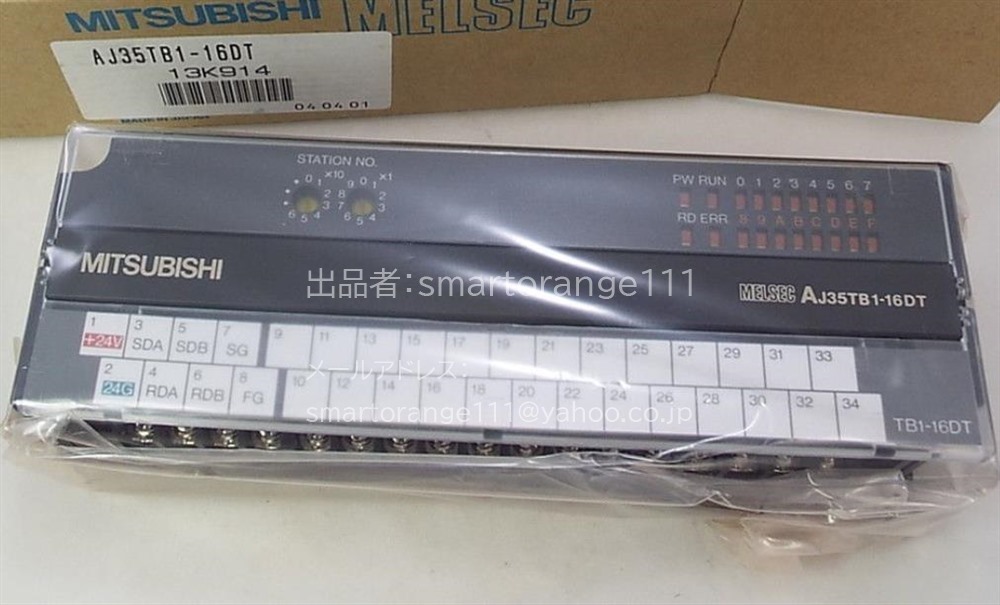 MITSUBISHI MELSEC
AJ35TB1-16DT
13K914
040401
MADE IN JAPAN
STATION NO.
×10 ×1
0 1 2 3 4 5 6
0 1 2 3 4 5 6 7 8 9
PW RUN 0 1 2 3 4 5 6 7
RD ERR 8 9 A B C D E F
MITSUBISHI
MELSEC AJ35TB1-16DT
出品者:smartorange111
1 3 5 7 9 11 13 15 17 19 21 23 25 27 29 31 33
+24V SDA SDB SG
メールアドレス:
2 4 6 8 10 12 14 16 18 20 22 24 26 28 30 32 34
24G RDA RDB FG
smartorange111@yahoo.co.jp
TB1-16DT